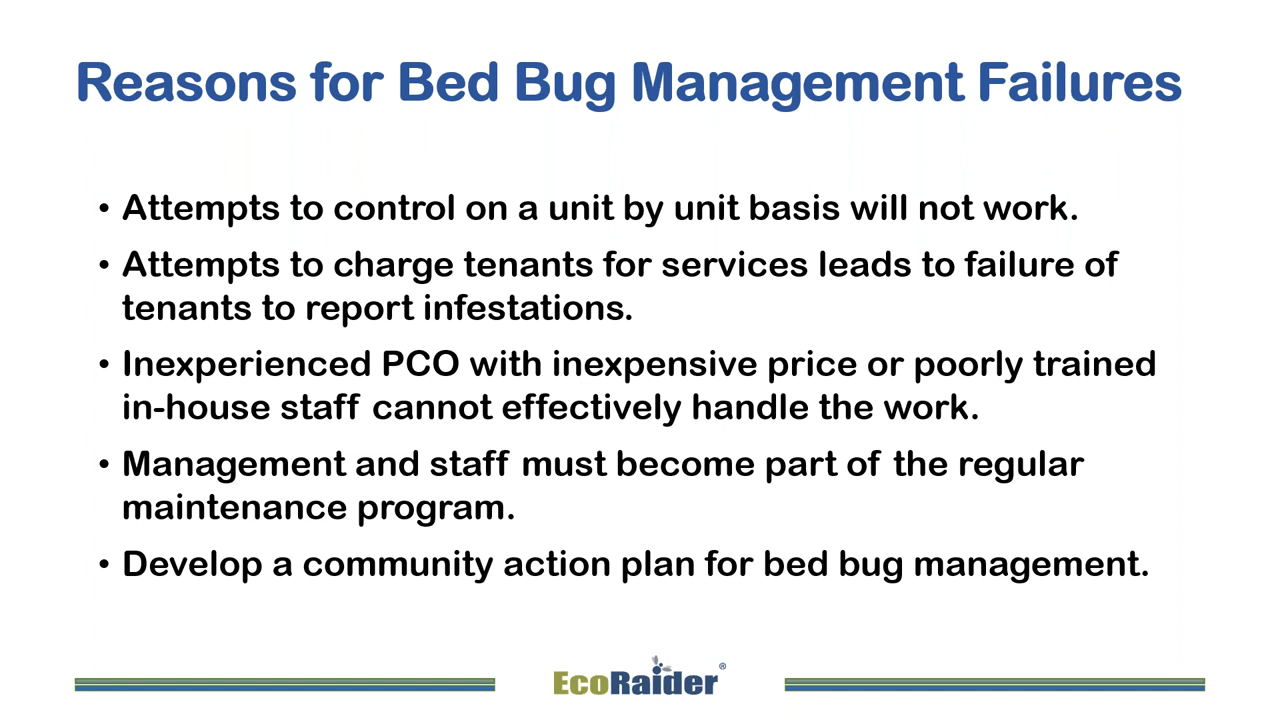 Reasons for Bed Bug Management Failures
• Attempts to control on a unit by unit basis will not work.
• Attempts to charge tenants for services leads to failure of
tenants to report infestations.
• Inexperienced PCO with inexpensive price or poorly trained
in-house staff cannot effectively handle the work.
• Management and staff must become part of the regular
maintenance program.
• Develop a community action plan for bed bug management.
EcoRaider®